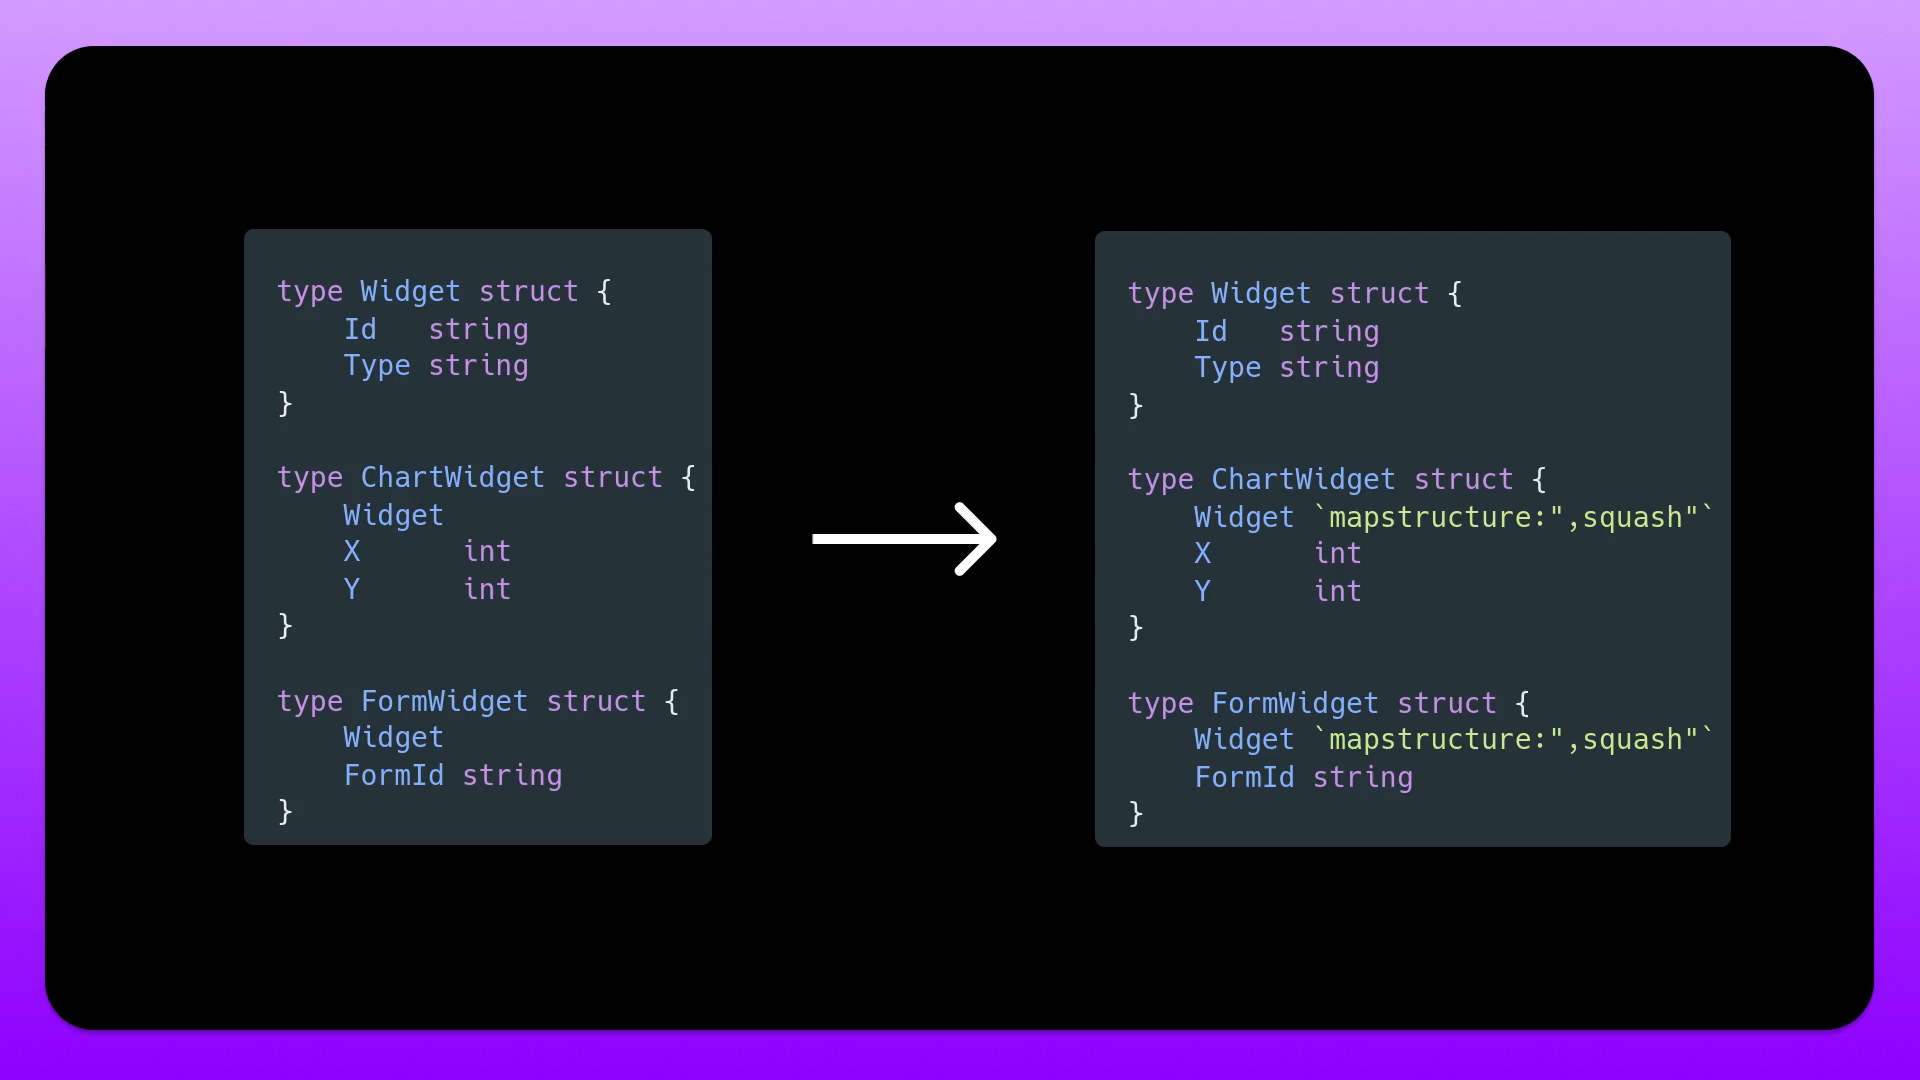 type Widget struct {
    Id   string
    Type string
}

type ChartWidget struct {
    Widget
    X      int
    Y      int
}

type FormWidget struct {
    Widget
    FormId string
}

type Widget struct {
    Id   string
    Type string
}

type ChartWidget struct {
    Widget `mapstructure:",squash"`
    X      int
    Y      int
}

type FormWidget struct {
    Widget `mapstructure:",squash"`
    FormId string
}